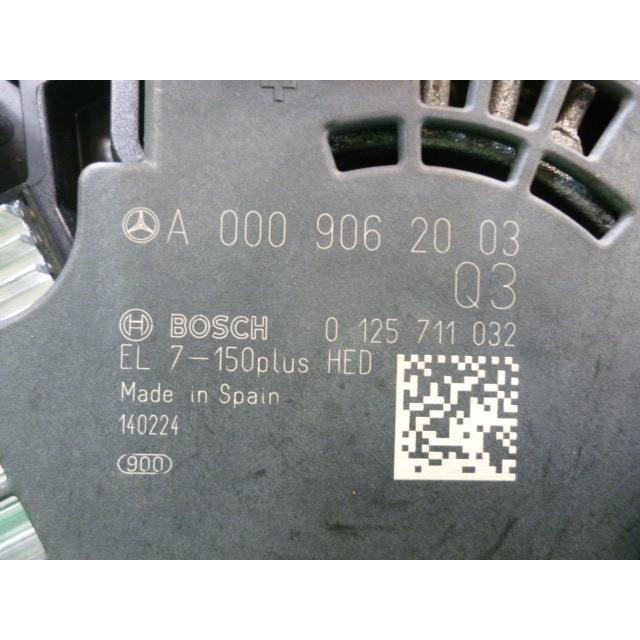 A 000 906 20 03
Q3
BOSCH 0 125 711 032
EL 7-150plus HED
Made in Spain
140224
900